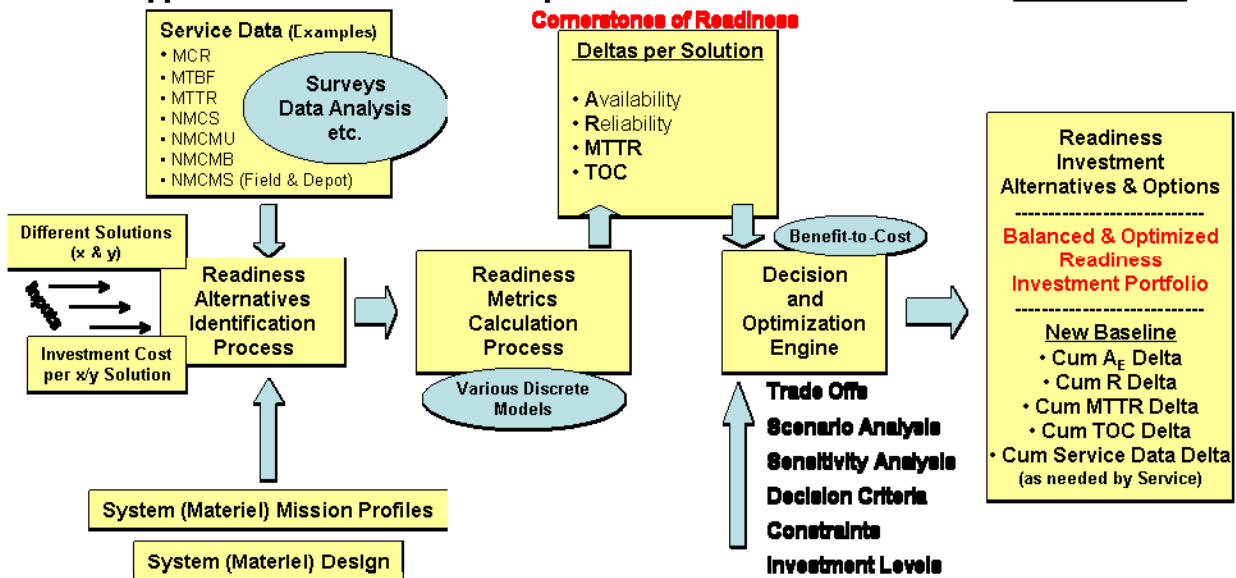 Cornerstones of Readiness
Service Data (Examples)
• MCR
• MTBF
• MTTR
• NMCS
• NMCMU
• NMCMB
• NMCMS (Field & Depot)
Surveys
Data Analysis
etc.
Deltas per Solution
• Availability
• Reliability
• MTTR
• TOC
Different Solutions
(x & y)
Investment Cost
per x/y Solution
Readiness
Alternatives
Identification
Process
Readiness
Metrics
Calculation
Process
Various Discrete
Models
Benefit-to-Cost
Decision
and
Optimization
Engine
Trade Offs
Scenario Analysis
Sensitivity Analysis
Decision Criteria
Constraints
Investment Levels
System (Materiel) Mission Profiles
System (Materiel) Design
Readiness
Investment
Alternatives & Options
----------------------------
Balanced & Optimized
Readiness
Investment Portfolio
----------------------------
New Baseline
• Cum AE Delta
• Cum R Delta
• Cum MTTR Delta
• Cum TOC Delta
• Cum Service Data Delta
(as needed by Service)